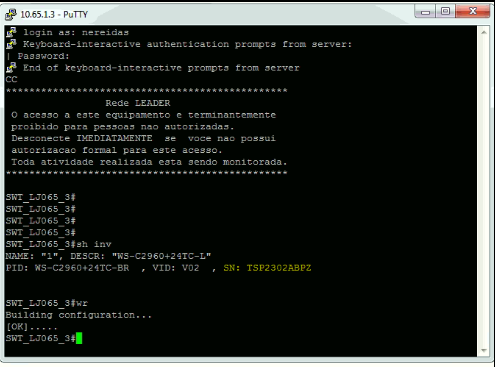 10.65.1.3 - PuTTY
login as: nereidas
Keyboard-interactive authentication prompts from server:
| Password:
End of keyboard-interactive prompts from server
CC
*************************************************
Rede LEADER
O acesso a este equipamento e terminantemente
proibido para pessoas nao autorizadas.
Desconecte IMEDIATAMENTE se voce nao possui
autorizacao formal para este acesso.
Toda atividade realizada esta sendo monitorada.
*************************************************
SWT_LJ065_3#
SWT_LJ065_3#
SWT_LJ065_3#
SWT_LJ065_3#
SWT_LJ065_3#sh inv
NAME: "1", DESCR: "WS-C2960+24TC-L"
PID: WS-C2960+24TC-BR , VID: V02 , SN: TSP2302ABPZ
SWT_LJ065_3#wr
Building configuration...
[OK].....
SWT_LJ065_3#